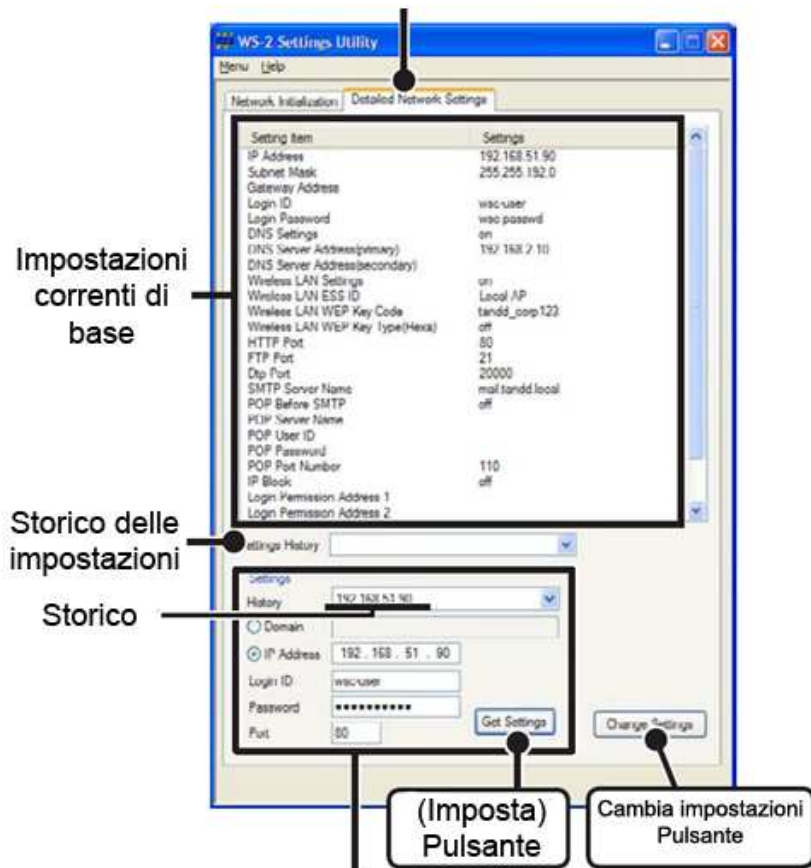 WS-2 Settings Utility
Menu Help
Network Initialization Detailed Network Settings
Setting Item Settings
IP Address 192.168.51.90
Subnet Mask 255.255.192.0
Gateway Address
Login ID wsc-user
Login Password wsc-passwd
DNS Settings on
DNS Server Address(primary) 192.168.2.10
DNS Server Address(secondary)
Wireless LAN Settings on
Wireless LAN ESS ID Local AP
Wireless LAN WEP Key Code tandd_corp123
Wireless LAN WEP Key Type(Hexa) off
HTTP Port 80
FTP Port 21
Dtp Port 20000
SMTP Server Name mail.tandd.local
POP Before SMTP off
POP Server Name
POP User ID
POP Password
POP Port Number 110
IP Block off
Login Permission Address 1
Login Permission Address 2
Impostazioni
correnti di
base
Storico delle
impostazioni
Settings History
Settings
History 192.168.51.90
Storico
Domain
IP Address 192 . 168 . 51 . 90
Login ID wsc-user
Password ••••••••••
Port 80
Get Settings
Change Settings
(Imposta)
Pulsante
Cambia impostazioni
Pulsante